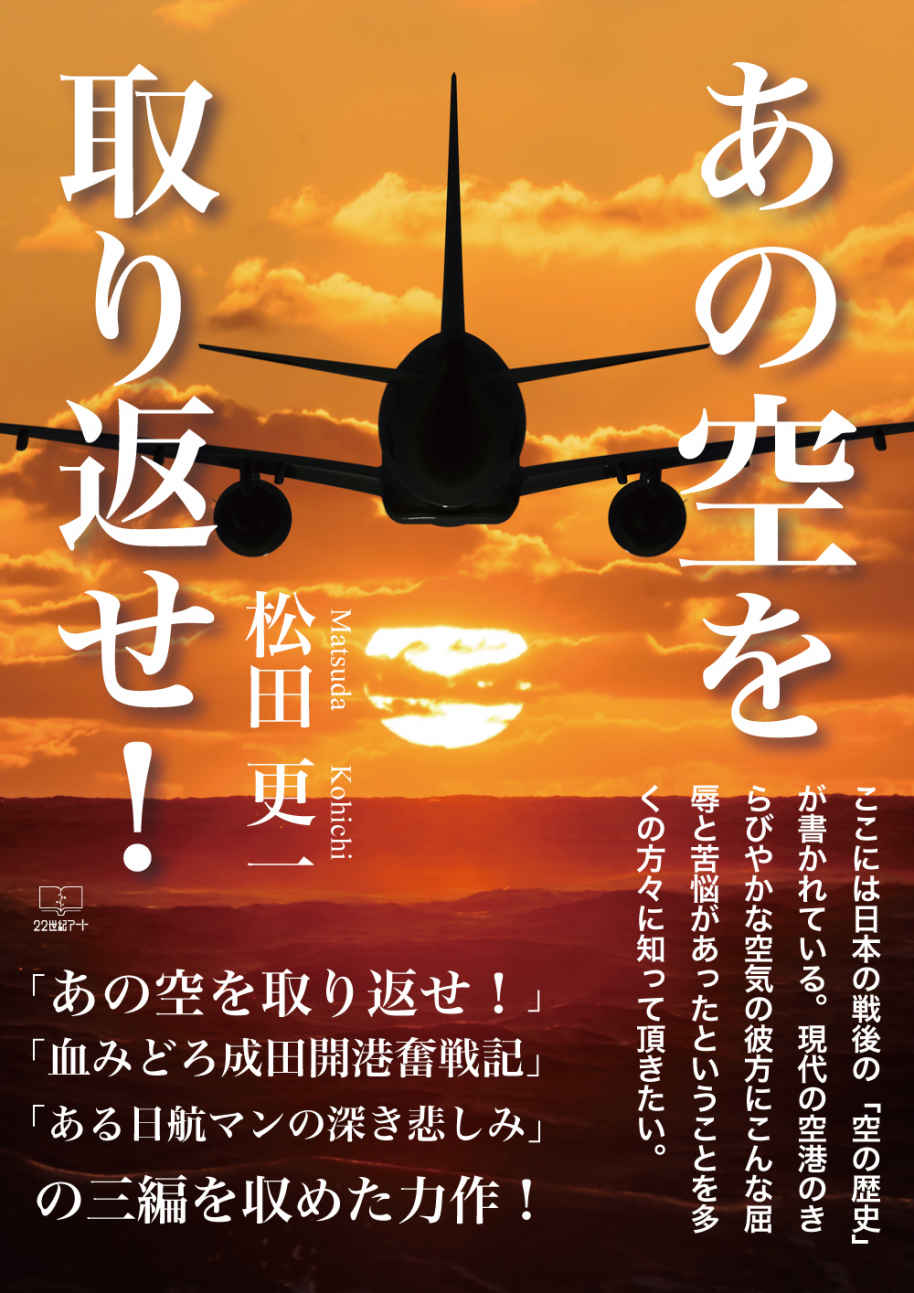 あの空を
取り返せ！
松田 更一
Matsuda Kohichi
ここには日本の戦後の「空の歴史」
が書かれている。現代の空港のき
らびやかな空気の彼方にこんな屈
辱と苦悩があったということを多
くの方々に知って頂きたい。
22世紀アート
「あの空を取り返せ！」
「血みどろ成田開港奮戦記」
「ある日航マンの深き悲しみ」
の三編を収めた力作！